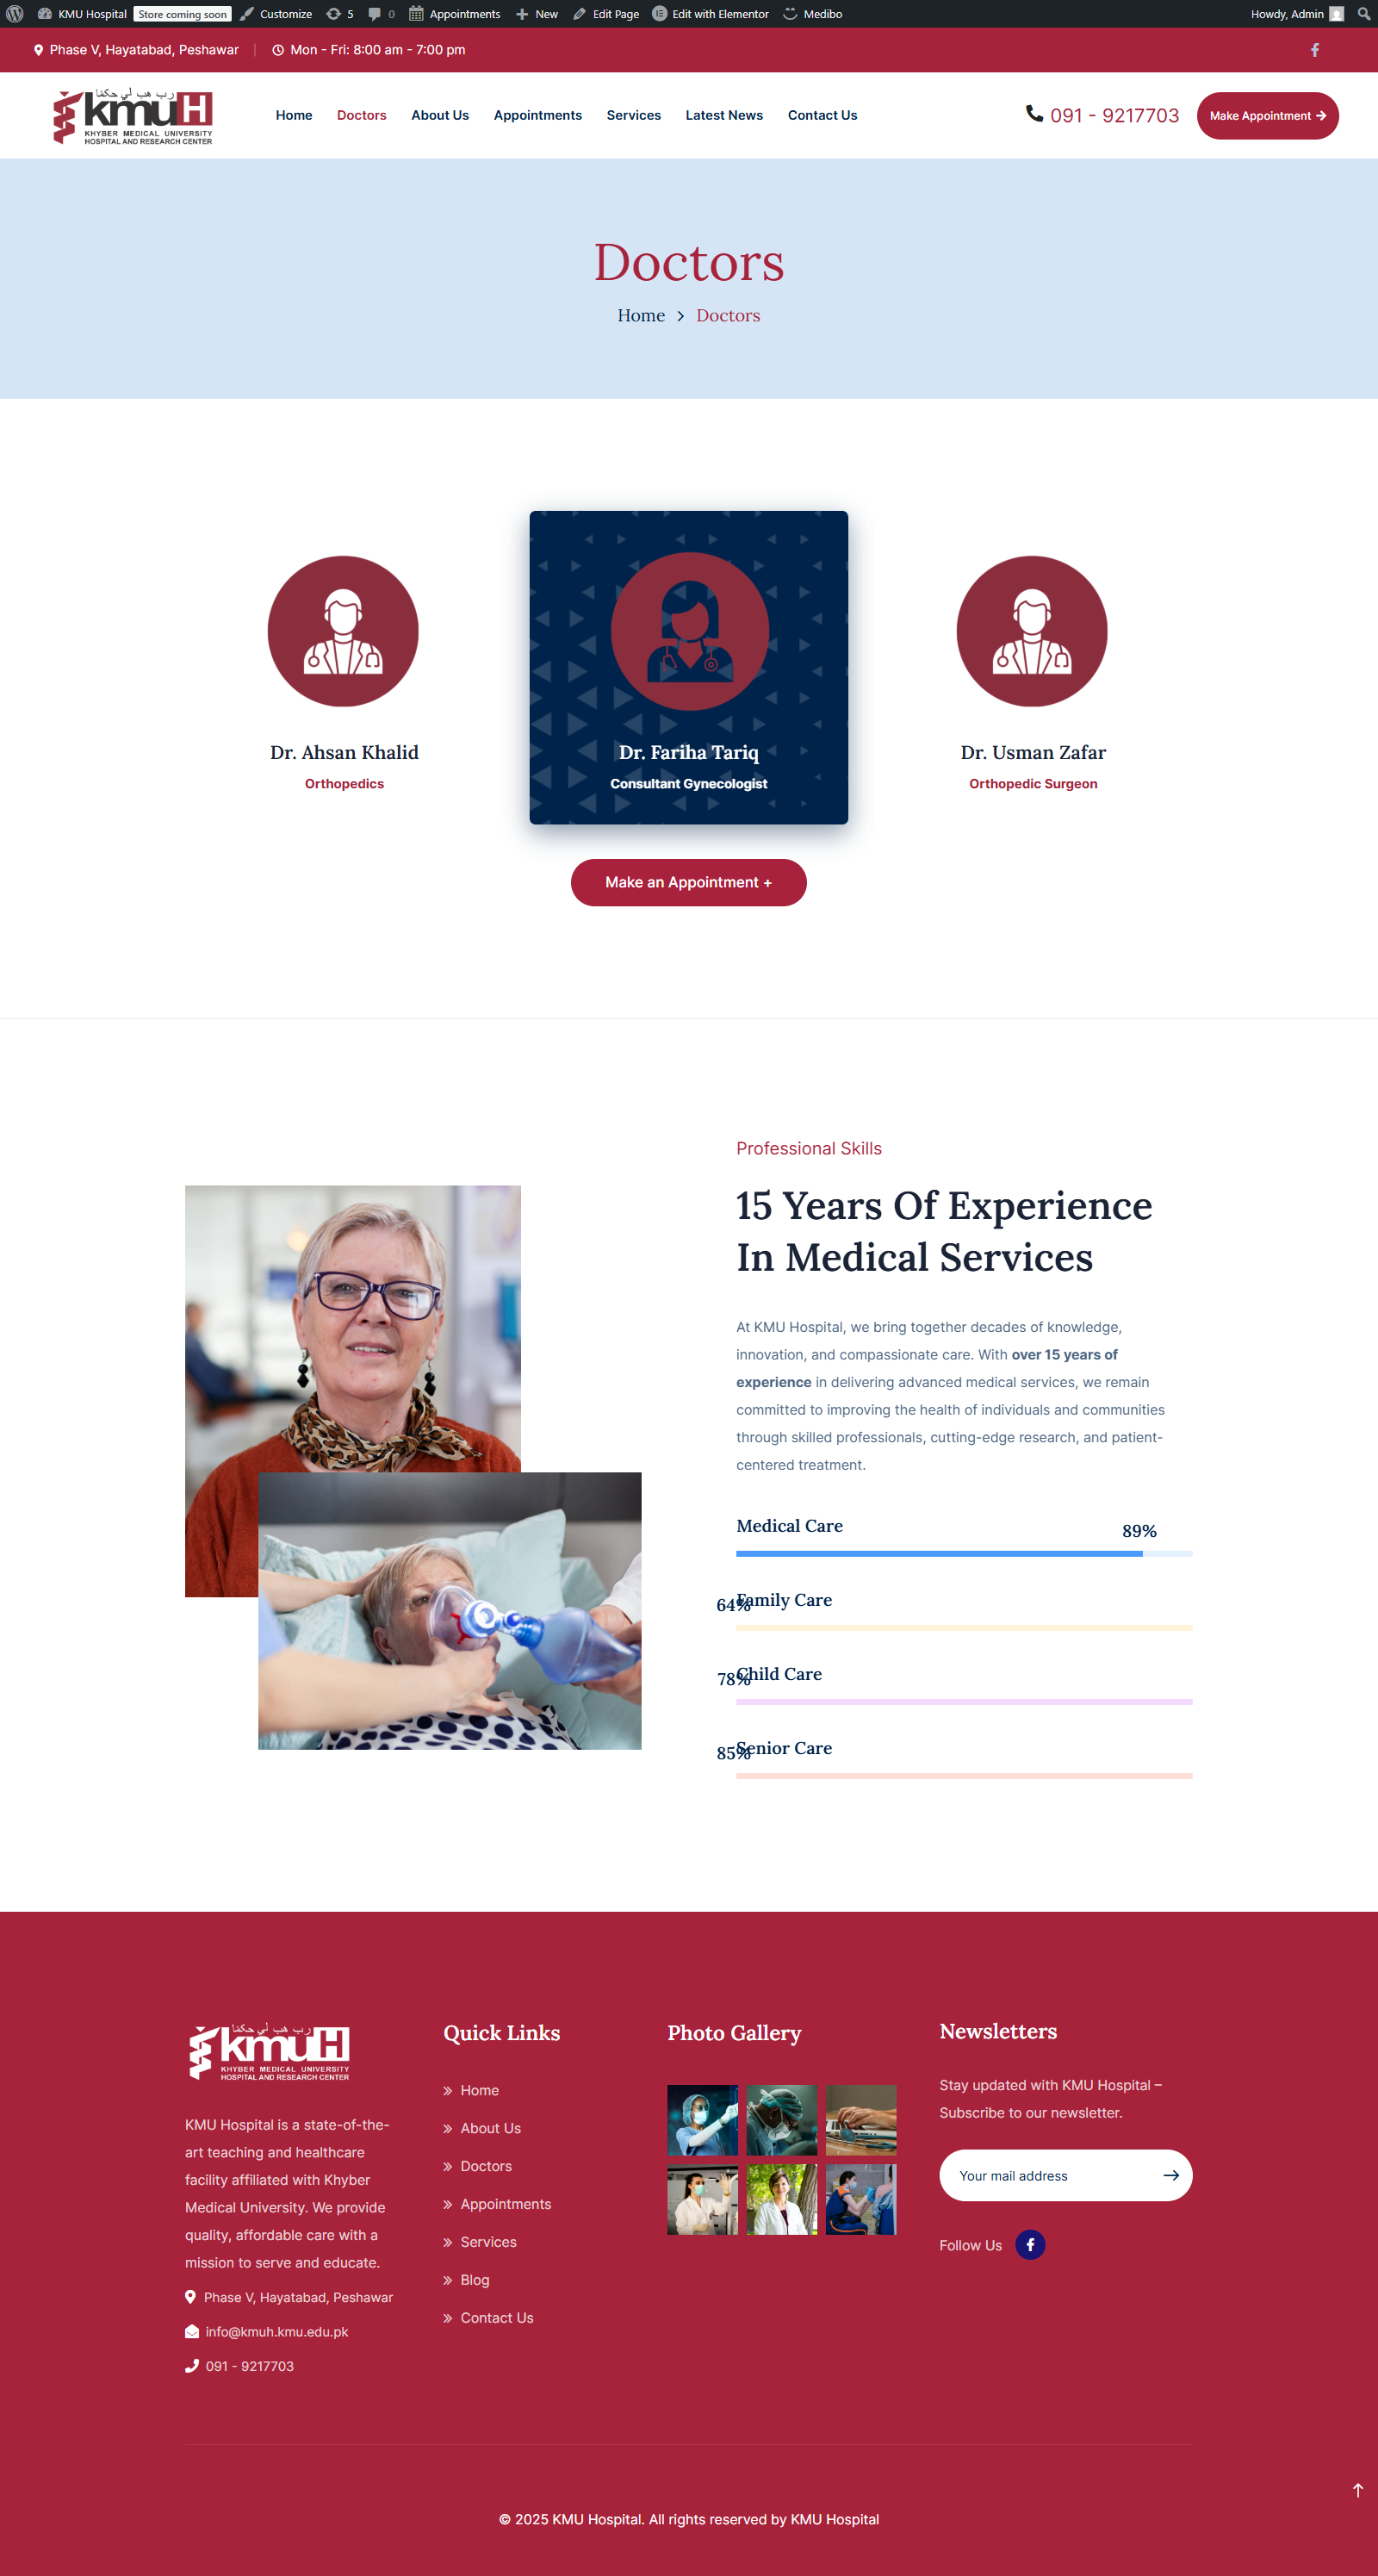 KMU Hospital Store coming soon Customize 5 0 Appointments New Edit Page Edit with Elementor Medibo Howdy, Admin
Phase V, Hayatabad, Peshawar Mon - Fri: 8:00 am - 7:00 pm
رب هب لي حكمًا
kmuH
KHYBER MEDICAL UNIVERSITY
HOSPITAL AND RESEARCH CENTER
Home Doctors About Us Appointments Services Latest News Contact Us
091 - 9217703
Make Appointment
Doctors
Home Doctors
Dr. Ahsan Khalid
Orthopedics
Dr. Fariha Tariq
Consultant Gynecologist
Dr. Usman Zafar
Orthopedic Surgeon
Make an Appointment +
Professional Skills
15 Years Of Experience
In Medical Services
At KMU Hospital, we bring together decades of knowledge,
innovation, and compassionate care. With over 15 years of
experience in delivering advanced medical services, we remain
committed to improving the health of individuals and communities
through skilled professionals, cutting-edge research, and patient-
centered treatment.
Medical Care 89%
Family Care 64%
Child Care 78%
Senior Care 85%
رب هب لي حكمًا
kmuH
KHYBER MEDICAL UNIVERSITY
HOSPITAL AND RESEARCH CENTER
KMU Hospital is a state-of-the-
art teaching and healthcare
facility affiliated with Khyber
Medical University. We provide
quality, affordable care with a
mission to serve and educate.
Phase V, Hayatabad, Peshawar
info@kmuh.kmu.edu.pk
091 - 9217703
Quick Links
Home
About Us
Doctors
Appointments
Services
Blog
Contact Us
Photo Gallery
Newsletters
Stay updated with KMU Hospital –
Subscribe to our newsletter.
Your mail address
Follow Us
© 2025 KMU Hospital. All rights reserved by KMU Hospital